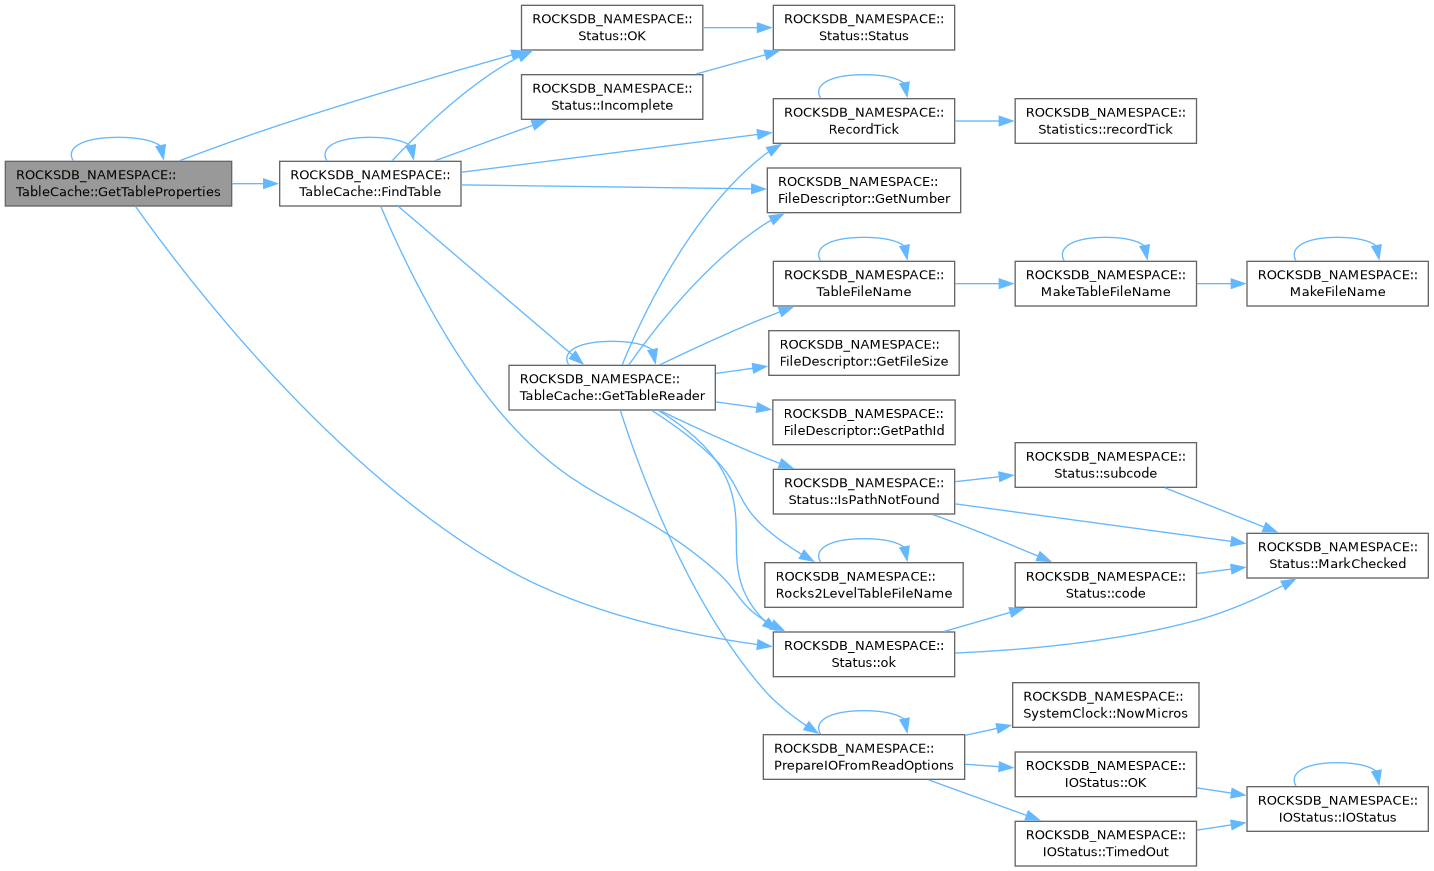 ROCKSDB_NAMESPACE::
TableCache::GetTableProperties
ROCKSDB_NAMESPACE::
TableCache::FindTable
ROCKSDB_NAMESPACE::
Status::OK
ROCKSDB_NAMESPACE::
Status::Incomplete
ROCKSDB_NAMESPACE::
TableCache::GetTableReader
ROCKSDB_NAMESPACE::
Status::Status
ROCKSDB_NAMESPACE::
RecordTick
ROCKSDB_NAMESPACE::
FileDescriptor::GetNumber
ROCKSDB_NAMESPACE::
TableFileName
ROCKSDB_NAMESPACE::
FileDescriptor::GetFileSize
ROCKSDB_NAMESPACE::
FileDescriptor::GetPathId
ROCKSDB_NAMESPACE::
Status::IsPathNotFound
ROCKSDB_NAMESPACE::
Rocks2LevelTableFileName
ROCKSDB_NAMESPACE::
Status::ok
ROCKSDB_NAMESPACE::
PrepareIOFromReadOptions
ROCKSDB_NAMESPACE::
Statistics::recordTick
ROCKSDB_NAMESPACE::
MakeTableFileName
ROCKSDB_NAMESPACE::
Status::subcode
ROCKSDB_NAMESPACE::
Status::code
ROCKSDB_NAMESPACE::
SystemClock::NowMicros
ROCKSDB_NAMESPACE::
IOStatus::OK
ROCKSDB_NAMESPACE::
IOStatus::TimedOut
ROCKSDB_NAMESPACE::
MakeFileName
ROCKSDB_NAMESPACE::
Status::MarkChecked
ROCKSDB_NAMESPACE::
IOStatus::IOStatus